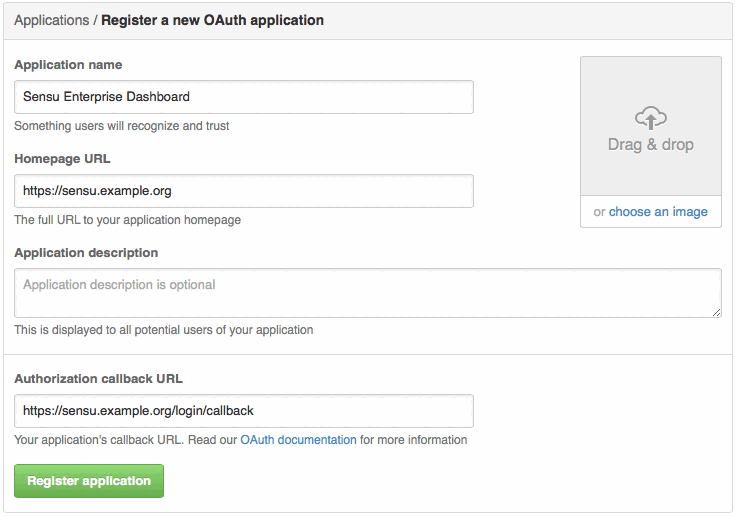 Applications / Register a new OAuth application
Application name
Sensu Enterprise Dashboard
Something users will recognize and trust
Drag & drop
or choose an image
Homepage URL
https://sensu.example.org
The full URL to your application homepage
Application description
Application description is optional
This is displayed to all potential users of your application
Authorization callback URL
https://sensu.example.org/login/callback
Your application's callback URL. Read our OAuth documentation for more information
Register application